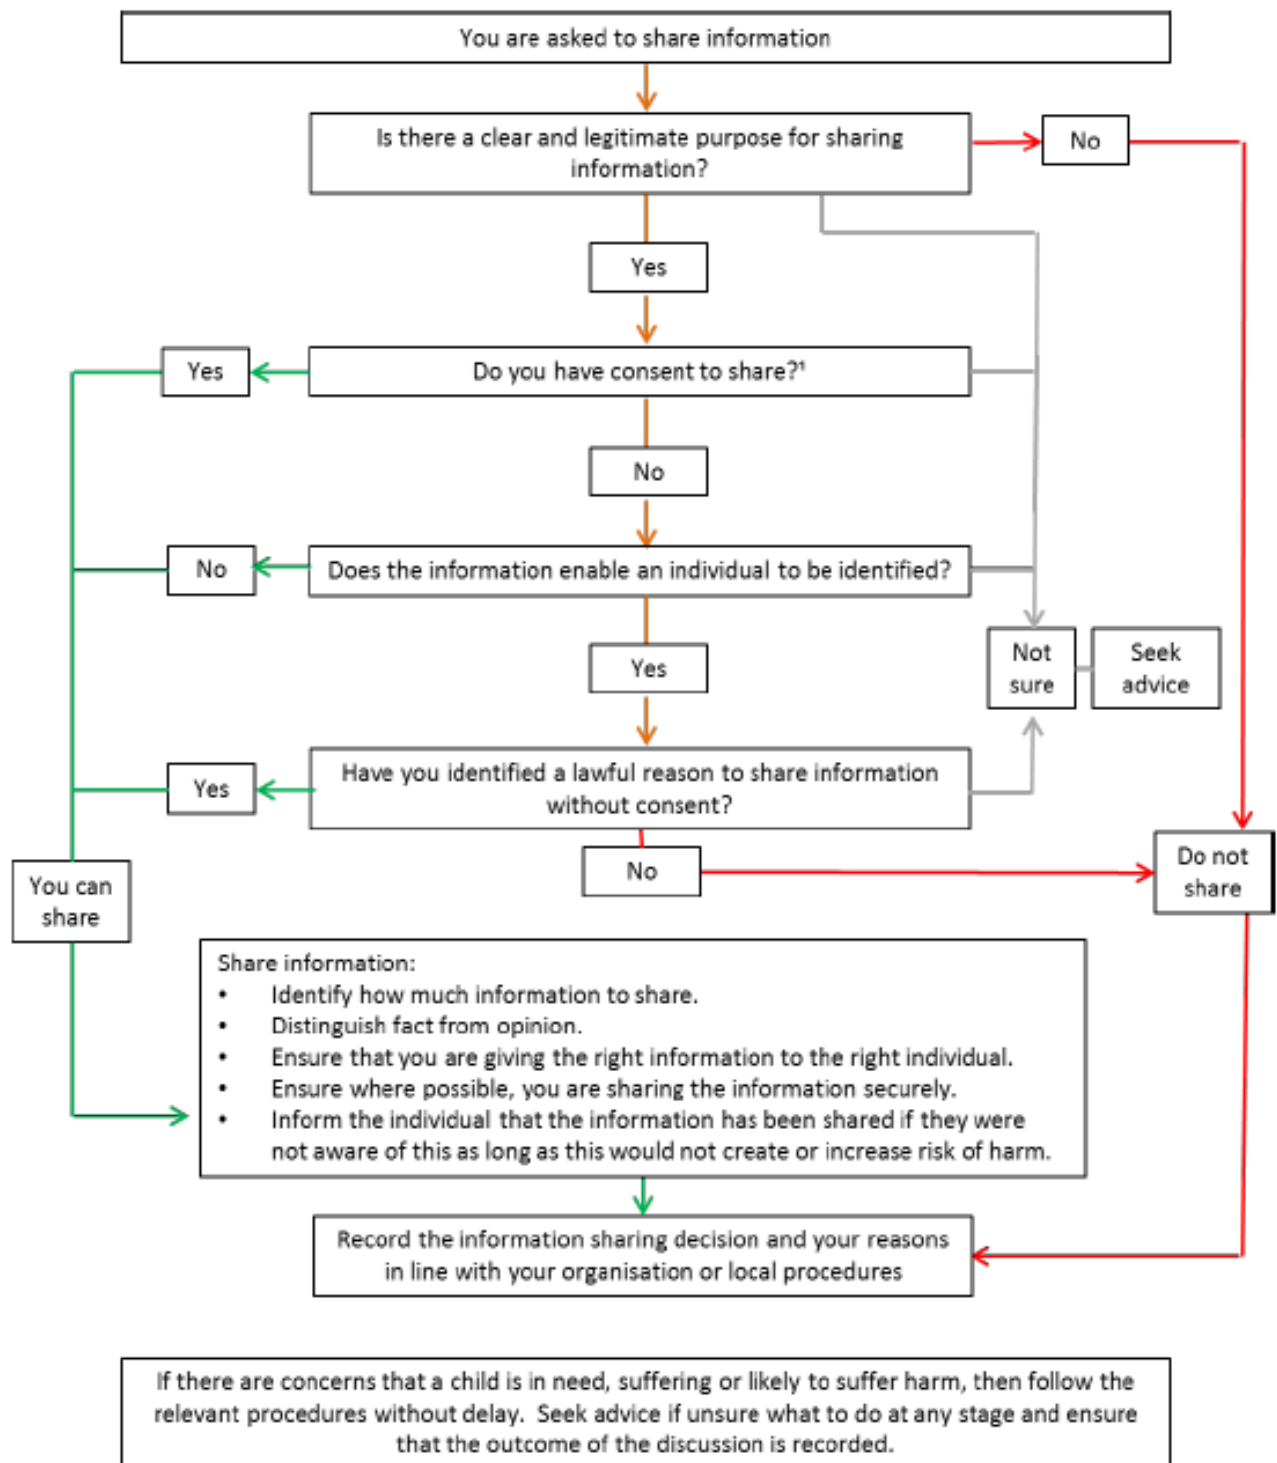 You are asked to share information
Is there a clear and legitimate purpose for sharing
information?
No
Yes
Yes
Do you have consent to share?¹
No
No
Does the information enable an individual to be identified?
Not
sure
Seek
advice
Yes
Yes
Have you identified a lawful reason to share information
without consent?
No
Do not
share
You can
share
Share information:
• Identify how much information to share.
• Distinguish fact from opinion.
• Ensure that you are giving the right information to the right individual.
• Ensure where possible, you are sharing the information securely.
• Inform the individual that the information has been shared if they were
not aware of this as long as this would not create or increase risk of harm.
Record the information sharing decision and your reasons
in line with your organisation or local procedures
If there are concerns that a child is in need, suffering or likely to suffer harm, then follow the
relevant procedures without delay. Seek advice if unsure what to do at any stage and ensure
that the outcome of the discussion is recorded.